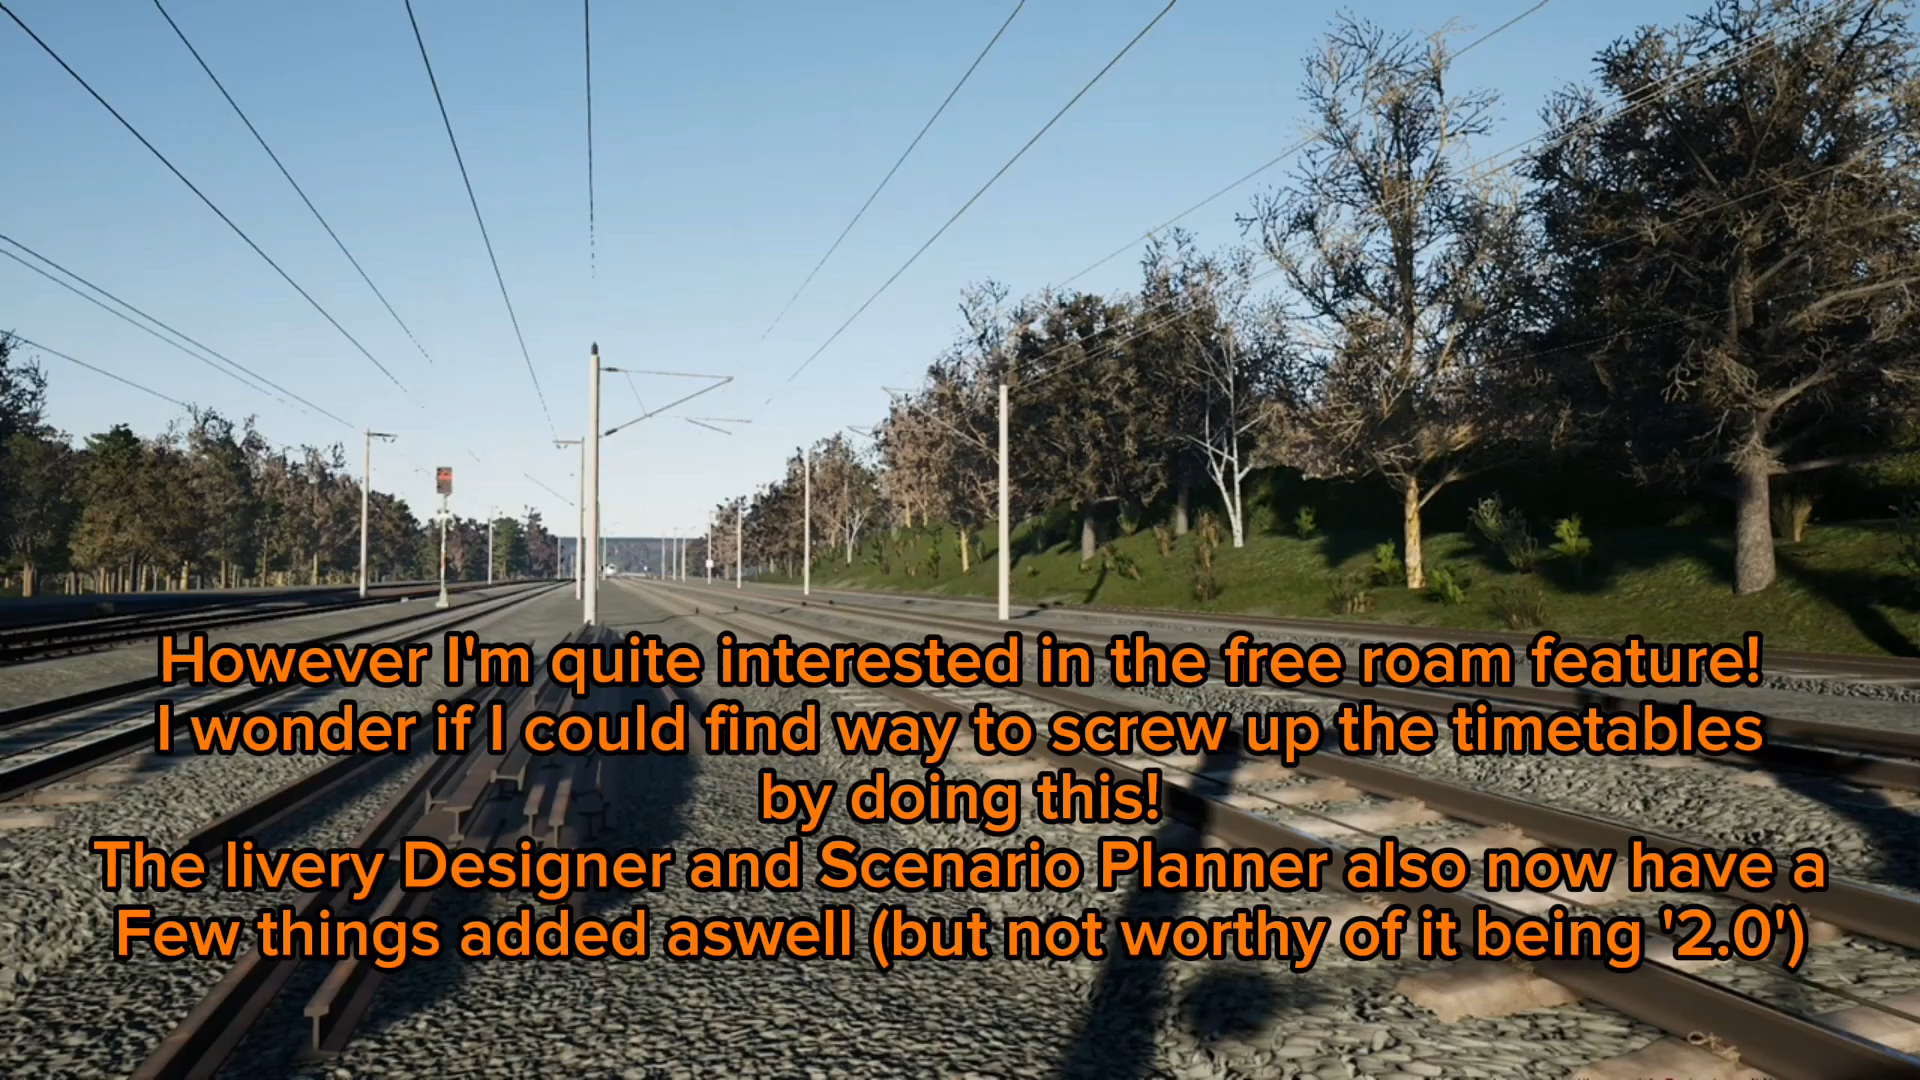 However I'm quite interested in the free roam feature!
I wonder if I could find way to screw up the timetables
by doing this!
The livery Designer and Scenario Planner also now have a
Few things added aswell (but not worthy of it being '2.0')